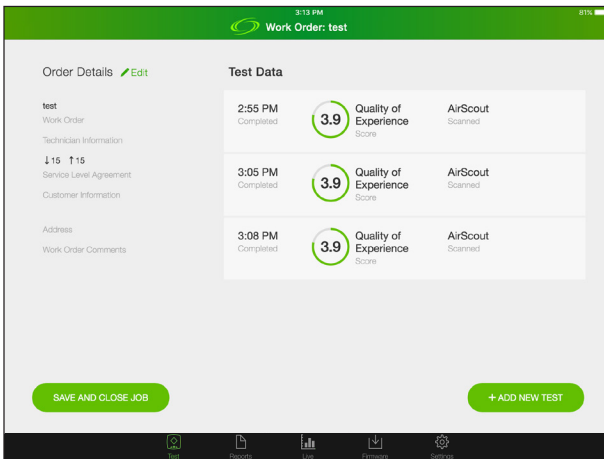 3:13 PM
81%
Work Order: test
Order Details Edit
test
Work Order
Technician Information
↓15 ↑15
Service Level Agreement
Customer Information
Address
Work Order Comments
Test Data
2:55 PM
Completed
3.9
Quality of
Experience
Score
AirScout
Scanned
3:05 PM
Completed
3.9
Quality of
Experience
Score
AirScout
Scanned
3:08 PM
Completed
3.9
Quality of
Experience
Score
AirScout
Scanned
SAVE AND CLOSE JOB
+ ADD NEW TEST
Test
Reports
Live
Firmware
Settings